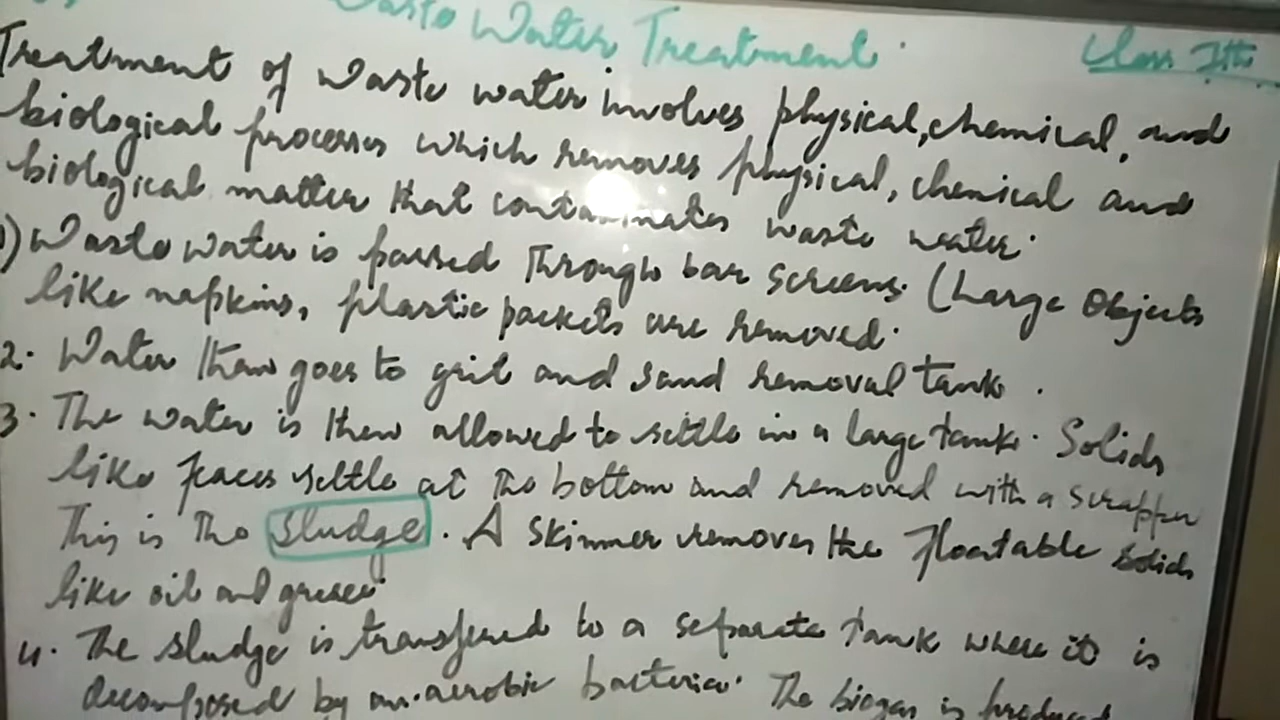 Waste Water Treatment.
Class 7th
Treatment of waste water involves physical, chemical, and
biological processes which removes physical, chemical and
biological matter that contaminates waste water.
1) Waste water is passed Through bar screens. (Large Objects
like napkins, plastic packets are removed.
2. Water then goes to grit and sand removal tank.
3. The water is then allowed to settle in a large tank. Solids
like feaces settle at the bottom and removed with a scrapper
This is the Sludge. A skimmer removes the floatable solids
like oil and grease
4. The sludge is transferred to a separate tank where it is
decomposed by an.aerobic bacteria. The biogas is produced